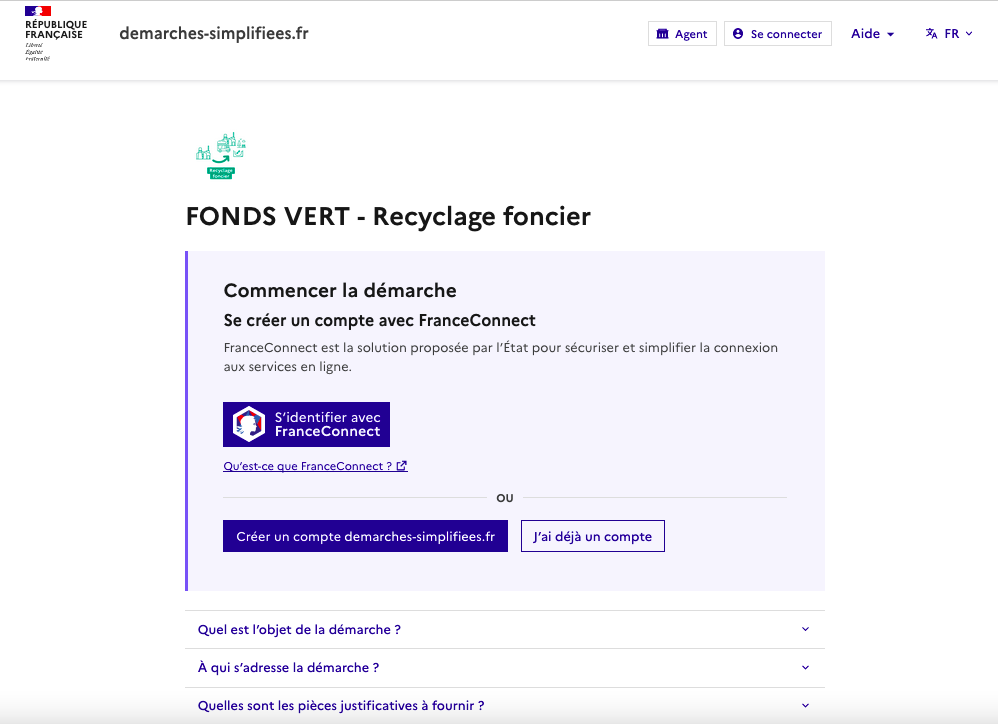 RÉPUBLIQUE
FRANÇAISE
Liberté
Égalité
Fraternité
demarches-simplifiees.fr
Agent
Se connecter
Aide
FR
Recyclage
foncier
FONDS VERT - Recyclage foncier
Commencer la démarche
Se créer un compte avec FranceConnect
FranceConnect est la solution proposée par l’État pour sécuriser et simplifier la connexion
aux services en ligne.
S’identifier avec
FranceConnect
Qu’est-ce que FranceConnect ?
OU
Créer un compte demarches-simplifiees.fr
J’ai déjà un compte
Quel est l’objet de la démarche ?
À qui s’adresse la démarche ?
Quelles sont les pièces justificatives à fournir ?